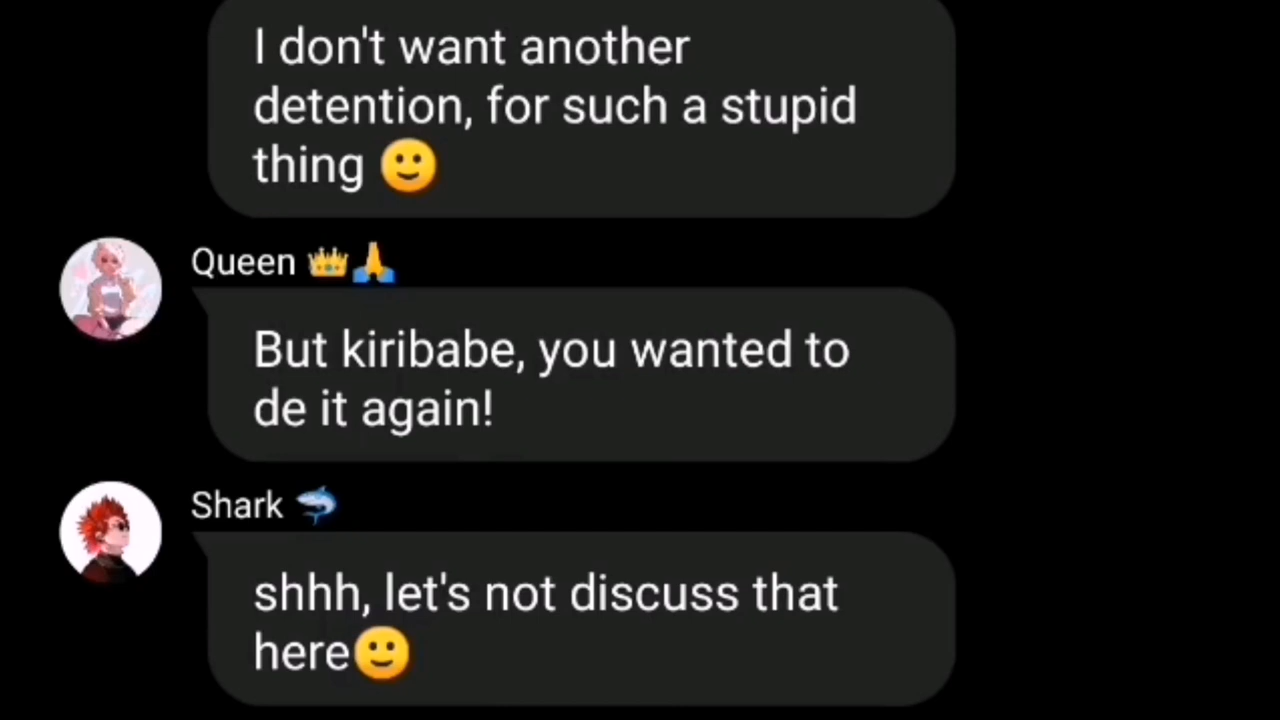 I don't want another
detention, for such a stupid
thing 🙂
Queen 👑🙏
But kiribabe, you wanted to
de it again!
Shark 🦈
shhh, let's not discuss that
here🙂